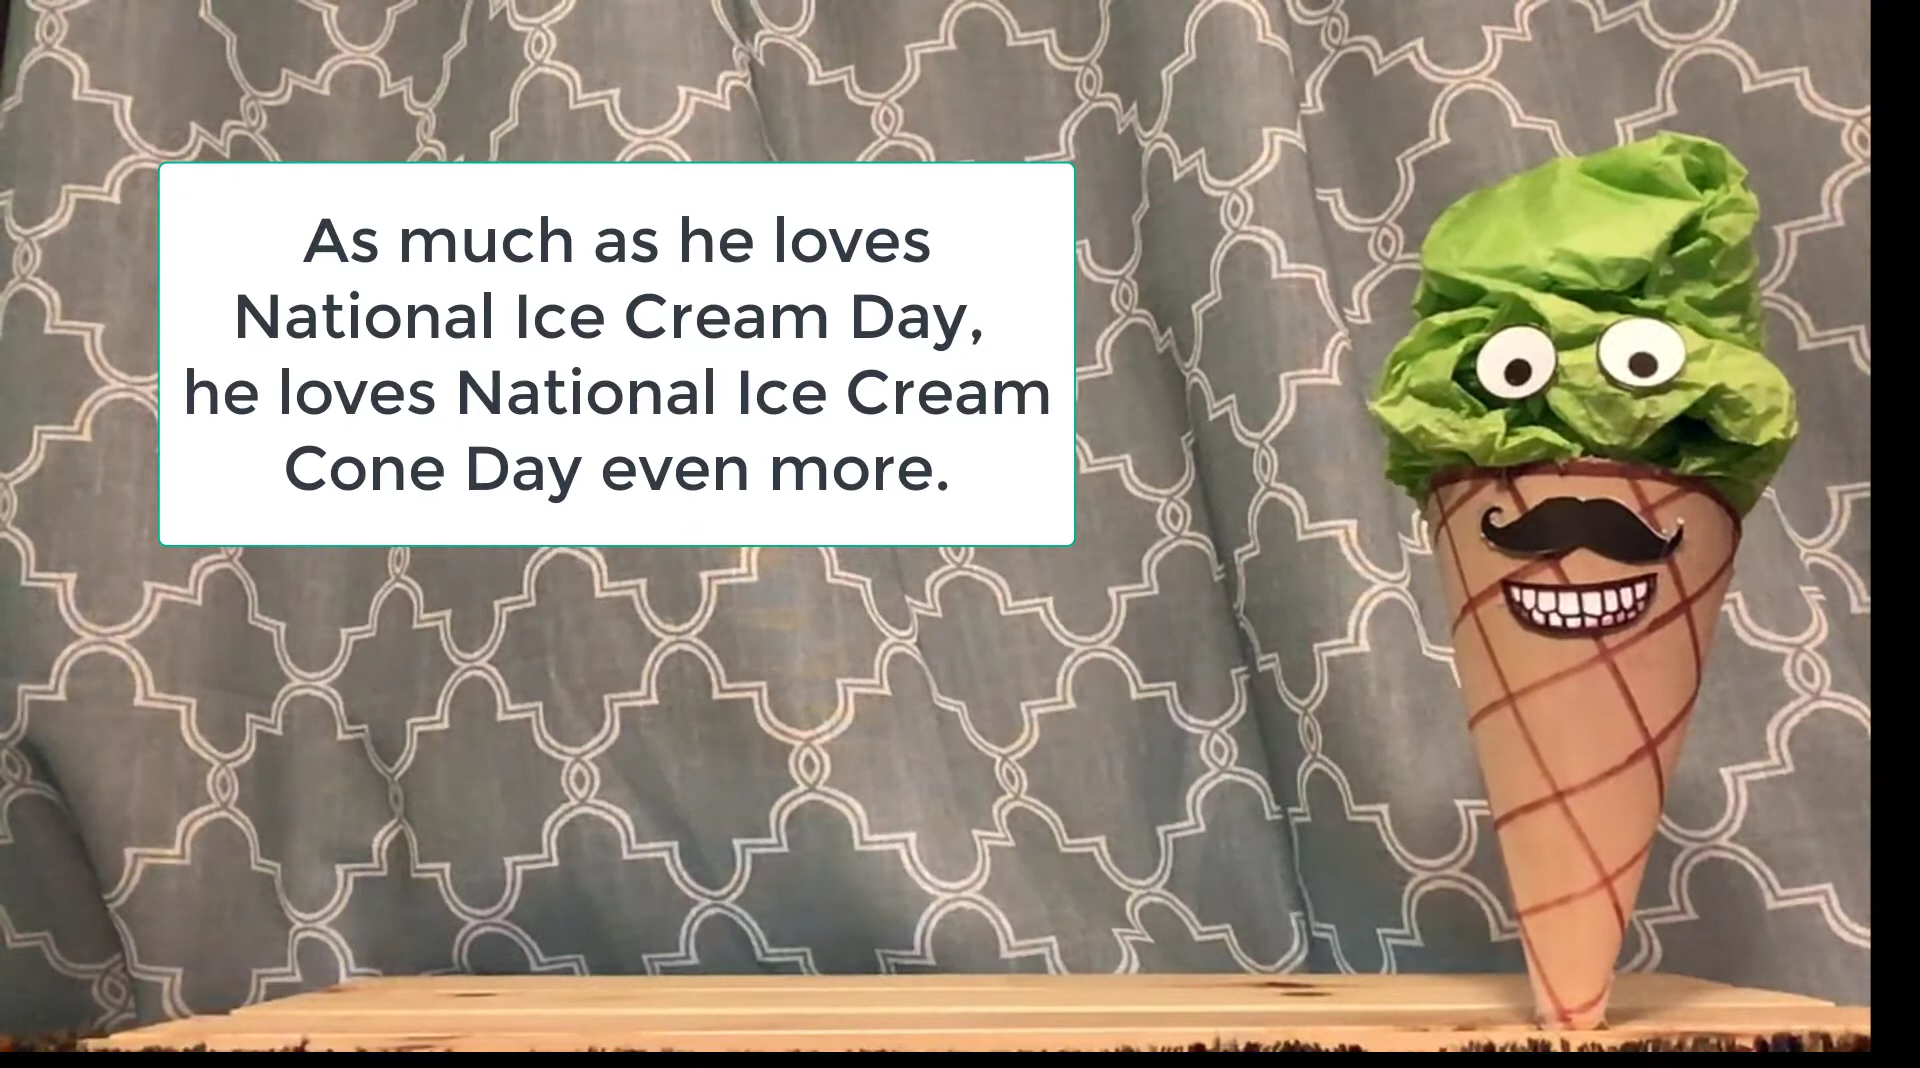 As much as he loves
National Ice Cream Day,
he loves National Ice Cream
Cone Day even more.